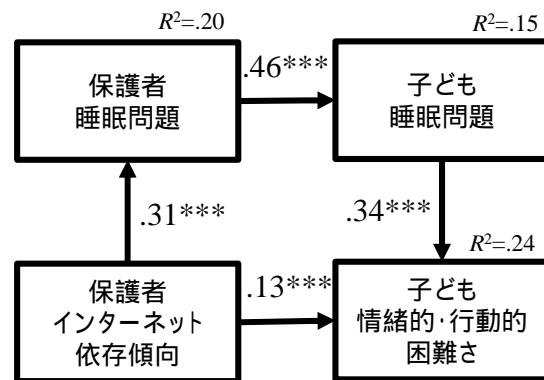 R²=.20
R²=.15
保護者
睡眠問題
.46***
子ども
睡眠問題
.31***
.34***
R²=.24
保護者
インターネット
依存傾向
.13***
子ども
情緒的・行動的
困難さ